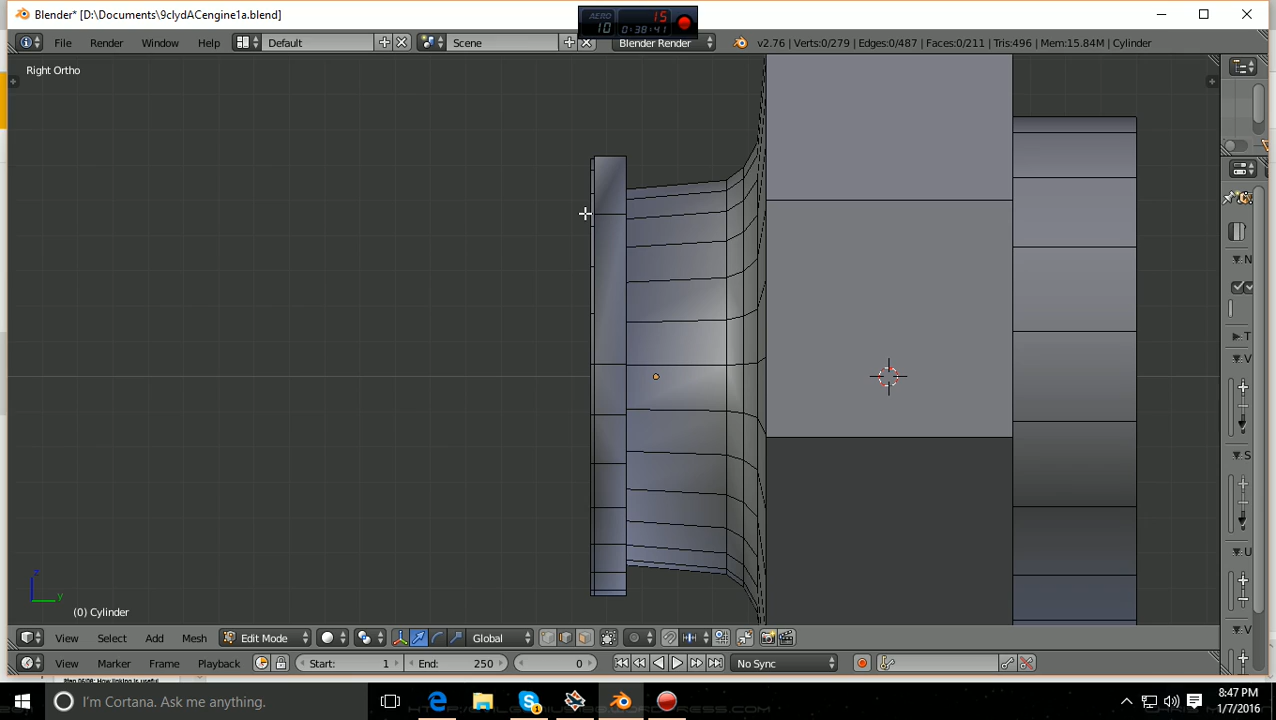 Blender* [D:\Documents\9clydACengine1a.blend]
AERO 15
10 0:38:41
File Render Window Help Default Scene Blender Render v2.76 | Verts:0/279 | Edges:0/487 | Faces:0/211 | Tris:496 | Mem:15.84M | Cylinder
Right Ortho
N
T
V
S
U
V
z
y
(0) Cylinder
View Select Add Mesh Edit Mode Global
View Marker Frame Playback Start: 1 End: 250 0 No Sync
I'm Cortana. Ask me anything.
1
8:47 PM
1/7/2016